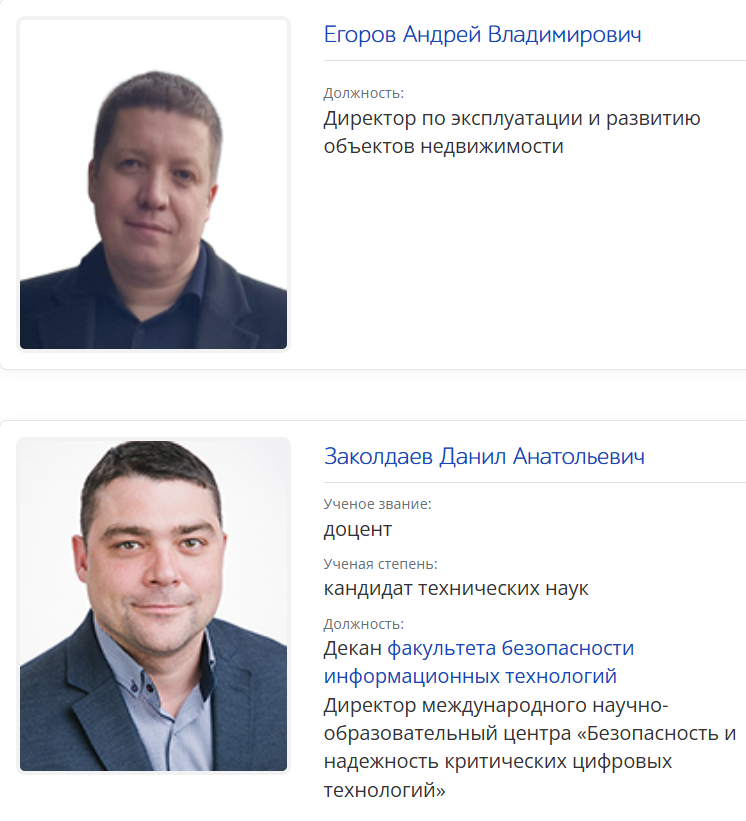 Егоров Андрей Владимирович
Должность:
Директор по эксплуатации и развитию
объектов недвижимости
Заколдаев Данил Анатольевич
Ученое звание:
доцент
Ученая степень:
кандидат технических наук
Должность:
Декан факультета безопасности
информационных технологий
Директор международного научно-
образовательный центра «Безопасность и
надежность критических цифровых
технологий»